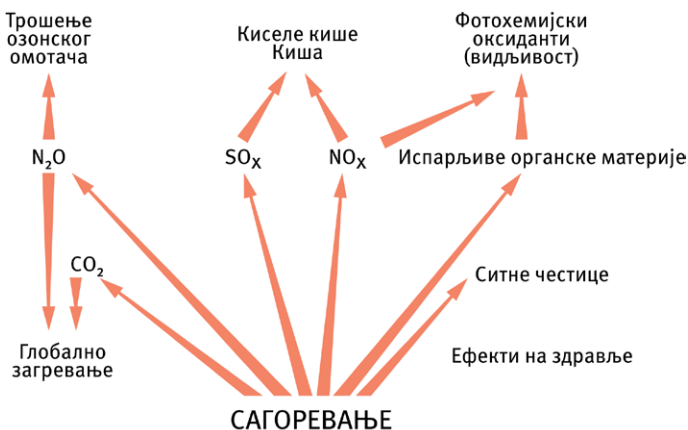 Трошење
озонског
омотача
Киселе кише
Киша
Фотохемијски
оксиданти
(видљивост)
N₂O
SOₓ
NOₓ
Испарљиве органске материје
CO₂
Ситне честице
Глобално
загревање
Ефекти на здравље
САГОРЕВАЊЕ